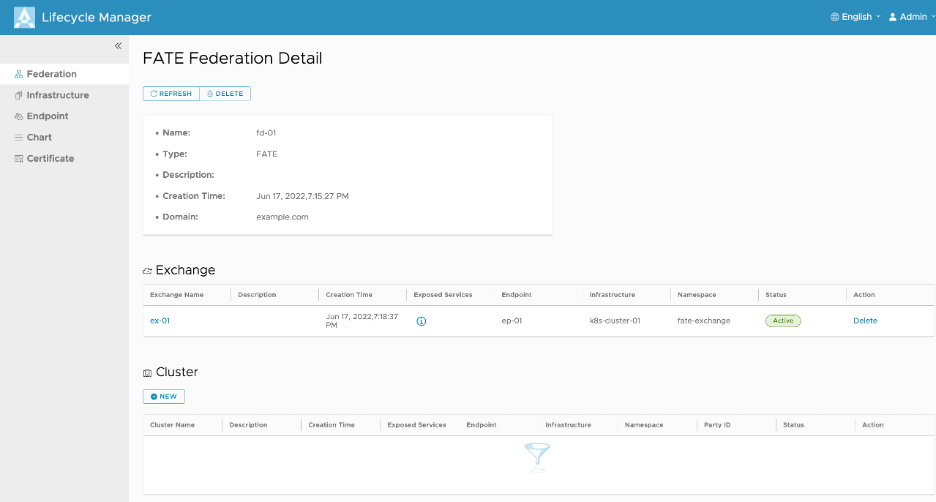 Lifecycle Manager
English
Admin
Federation
Infrastructure
Endpoint
Chart
Certificate
FATE Federation Detail
REFRESH
DELETE
• Name: fd-01
• Type: FATE
• Description:
• Creation Time: Jun 17, 2022,7:15:27 PM
• Domain: example.com
Exchange
Exchange Name Description Creation Time Exposed Services Endpoint Infrastructure Namespace Status Action
ex-01 Jun 17, 2022,7:18:37 PM ep-01 k8s-cluster-01 fate-exchange Active Delete
Cluster
NEW
Cluster Name Description Creation Time Exposed Services Endpoint Infrastructure Namespace Party ID Status Action